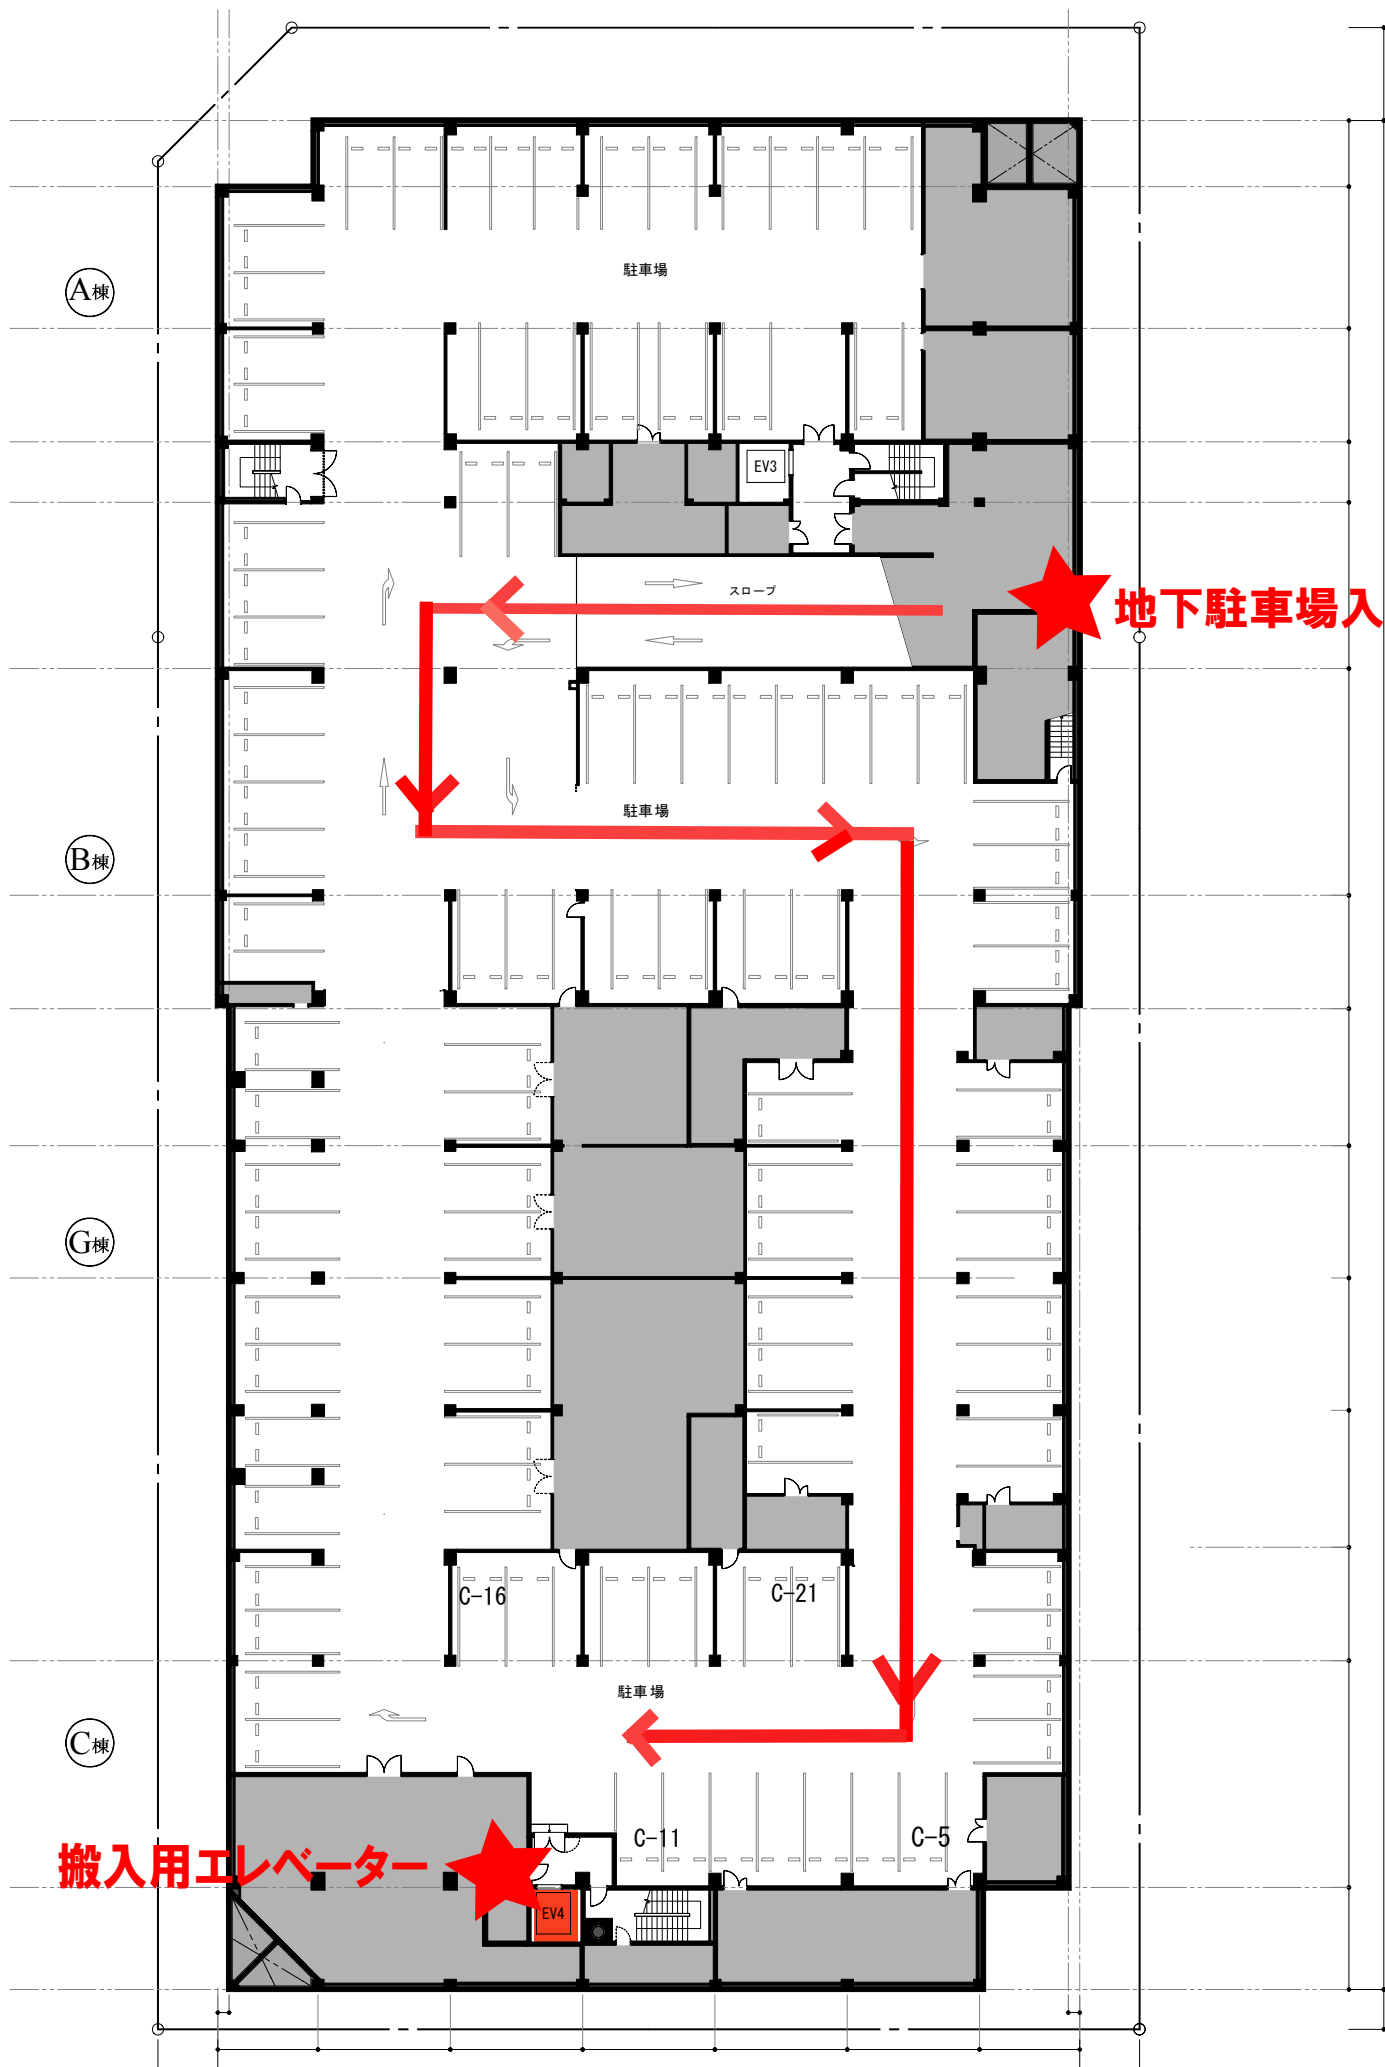 A棟
駐車場
EV3
スロープ
地下駐車場入
B棟
駐車場
G棟
C-16
C-21
駐車場
C棟
C-11
C-5
搬入用エレベーター
EV4